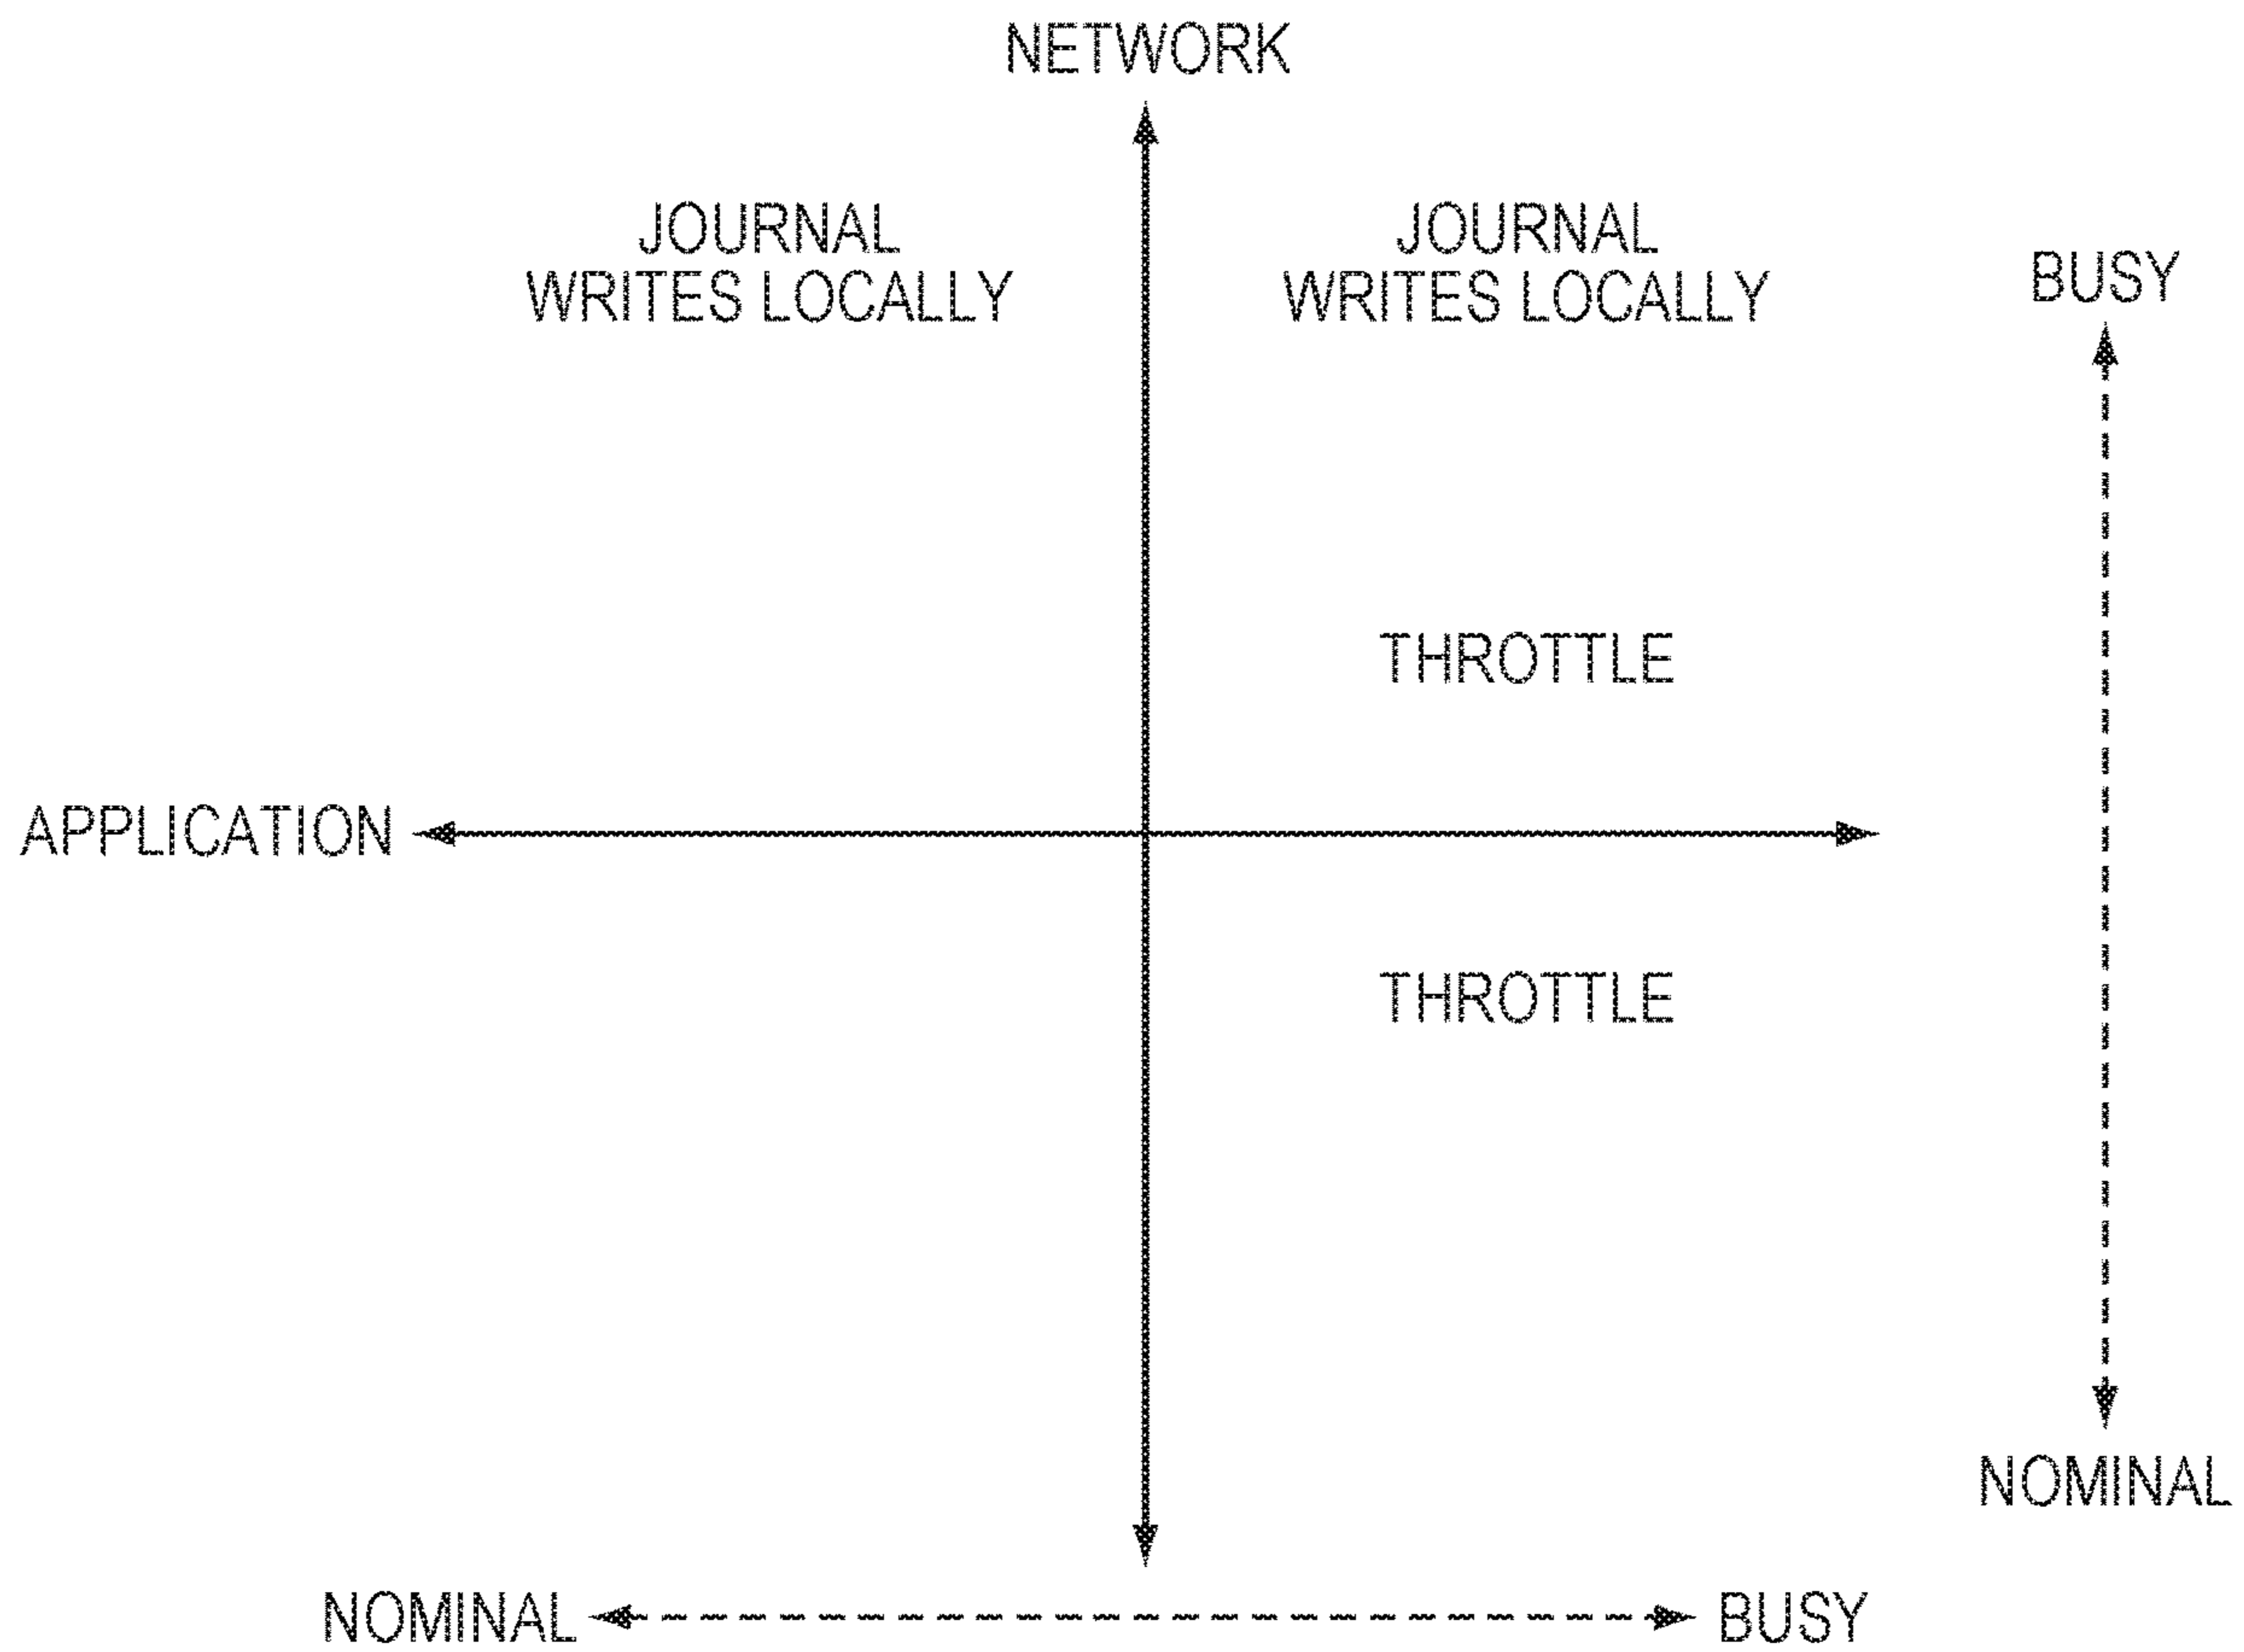 NETWORK
JOURNAL
WRITES LOCALLY
JOURNAL
WRITES LOCALLY
BUSY
THROTTLE
APPLICATION
THROTTLE
NOMINAL
NOMINAL
BUSY